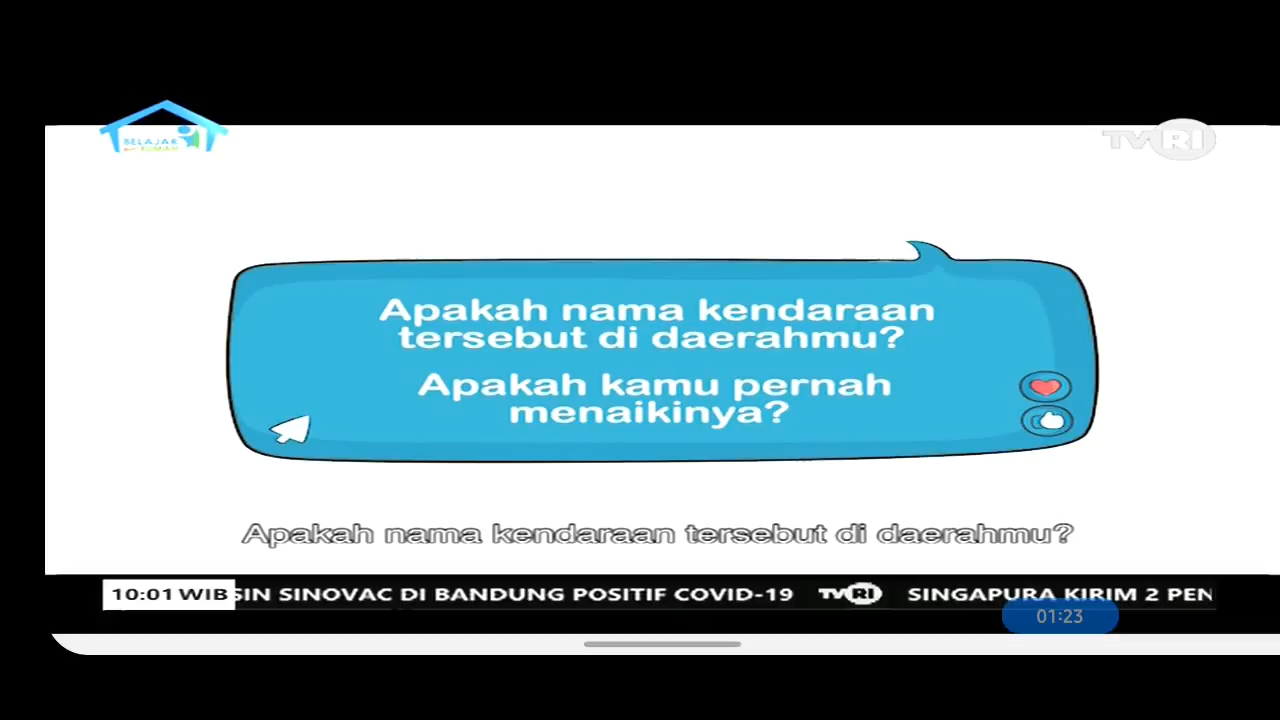 BELAJAR
RUMAH
TVRI
Apakah nama kendaraan
tersebut di daerahmu?
Apakah kamu pernah
menaikinya?
Apakah nama kendaraan tersebut di daerahmu?
10:01 WIB SIN SINOVAC DI BANDUNG POSITIF COVID-19 TVRI SINGAPURA KIRIM 2 PEN
01:23